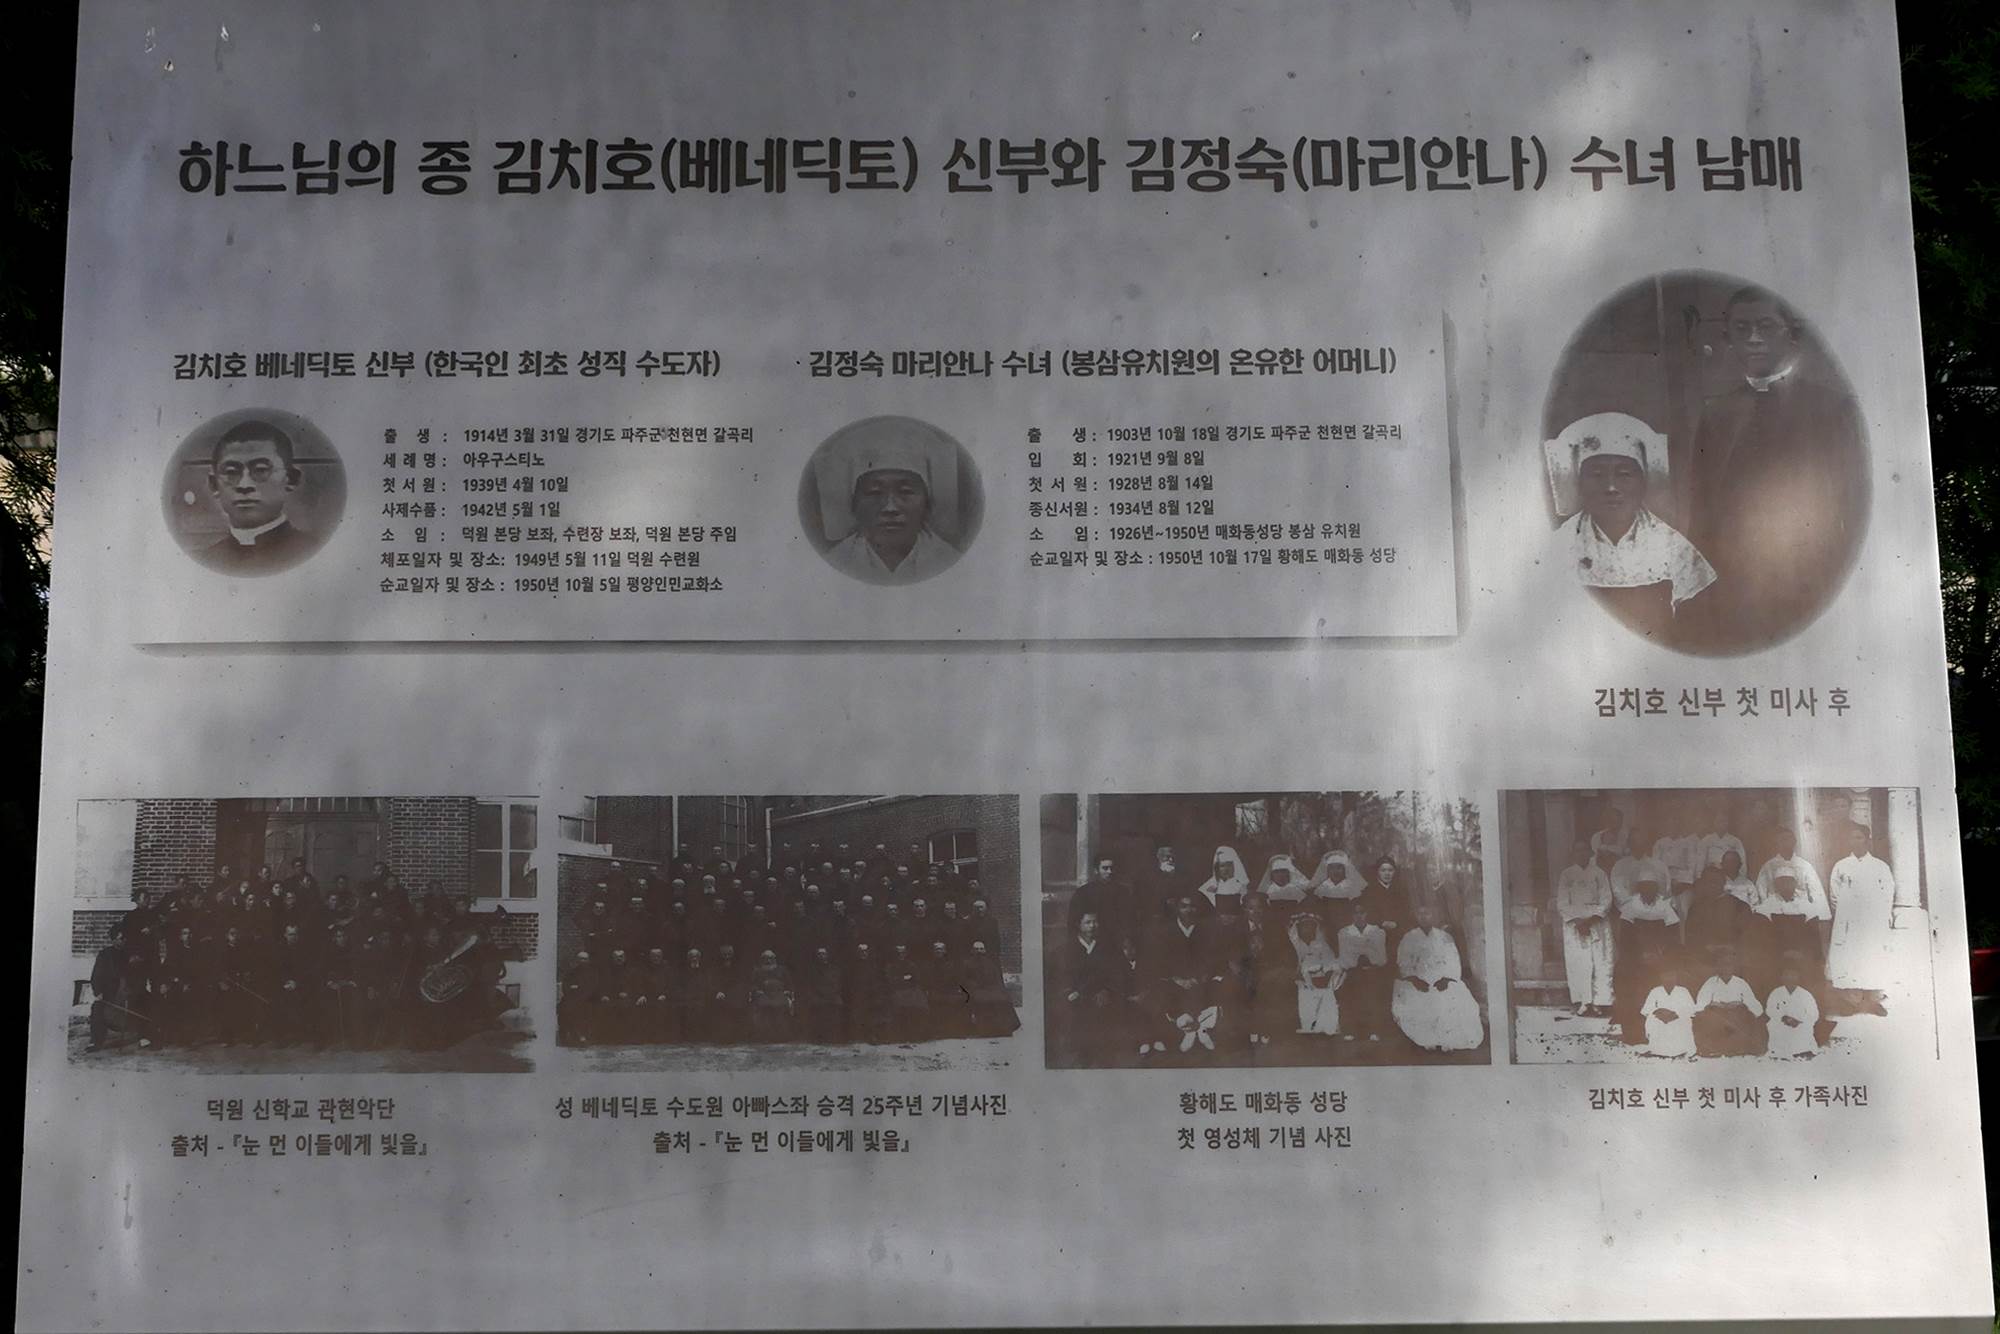 하느님의 종 김치호(베네딕토) 신부와 김정숙(마리안나) 수녀 남매
김치호 베네딕토 신부 (한국인 최초 성직 수도자)
출 생 : 1914년 3월 31일 경기도 파주군 천현면 갈곡리
세 례 명 : 아우구스티노
첫 서 원 : 1939년 4월 10일
사제수품 : 1942년 5월 1일
소 임 : 덕원 본당 보좌, 수련장 보좌, 덕원 본당 주임
체포일자 및 장소: 1949년 5월 11일 덕원 수련원
순교일자 및 장소 : 1950년 10월 5일 평양인민교화소
김정숙 마리안나 수녀 (봉삼유치원의 온유한 어머니)
출 생 : 1903년 10월 18일 경기도 파주군 천현면 갈곡리
입 회 : 1921년 9월 8일
첫 서 원 : 1928년 8월 14일
종신서원 : 1934년 8월 12일
소 임 : 1926년~1950년 매화동성당 봉삼 유치원
순교일자 및 장소 : 1950년 10월 17일 황해도 매화동 성당
김치호 신부 첫 미사 후
덕원 신학교 관현악단
출처 - 『눈 먼 이들에게 빛을』
성 베네딕토 수도원 아빠스좌 승격 25주년 기념사진
출처 - 『눈 먼 이들에게 빛을』
황해도 매화동 성당
첫 영성체 기념 사진
김치호 신부 첫 미사 후 가족사진